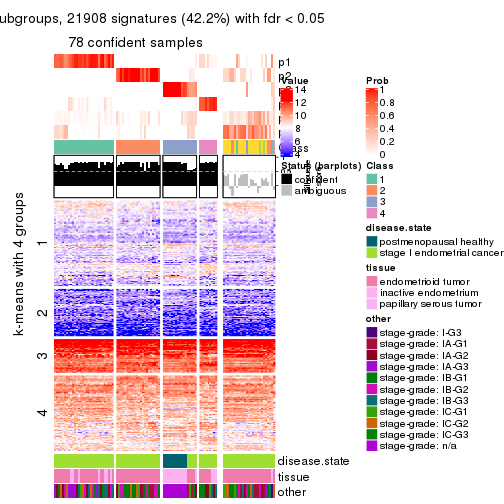 ubgroups, 21908 signatures (42.2%) with fdr < 0.05
78 confident samples
p1
p2
Value
14
12
10
8
6
4
Prob
1
0.8
0.6
0.4
0.2
0
Status (barplots)
confident
ambiguous
Class
1
2
3
4
disease.state
postmenopausal healthy
stage I endometrial cancer
tissue
endometrioid tumor
inactive endometrium
papillary serous tumor
other
stage-grade: I-G3
stage-grade: IA-G1
stage-grade: IA-G2
stage-grade: IA-G3
stage-grade: IB-G1
stage-grade: IB-G2
stage-grade: IB-G3
stage-grade: IC-G1
stage-grade: IC-G2
stage-grade: IC-G3
stage-grade: n/a
k-means with 4 groups
1
2
3
4
disease.state
tissue
other